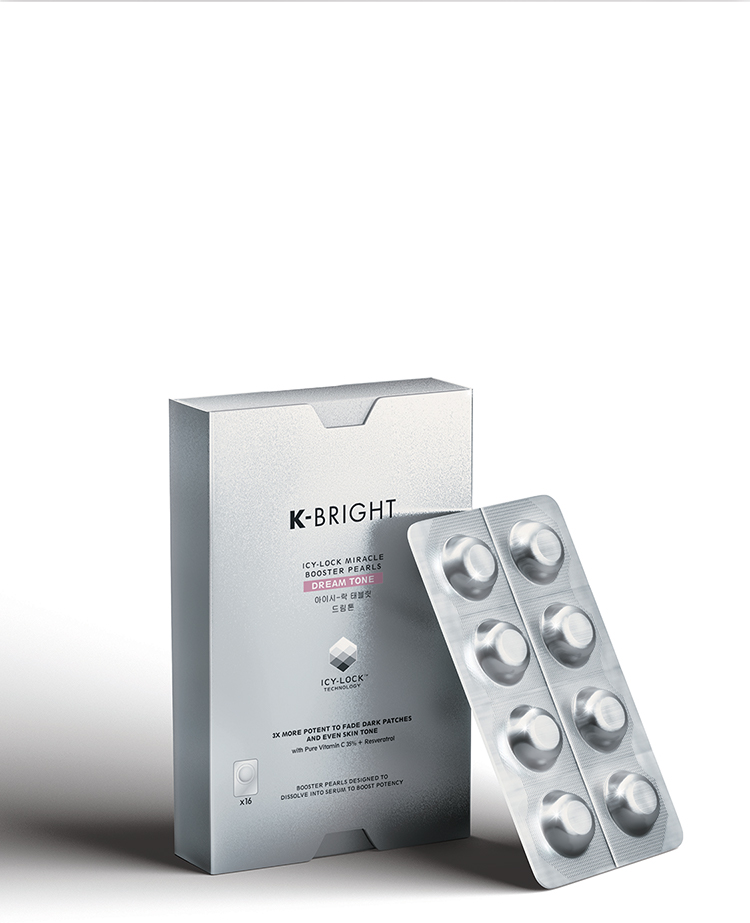 K-BRIGHT
ICY-LOCK MIRACLE
BOOSTER PEARLS
DREAM TONE
아이시-락 태블릿
드림톤
ICY-LOCK™
TECHNOLOGY
3X MORE POTENT TO FADE DARK PATCHES
AND EVEN SKIN TONE
with Pure Vitamin C 35% + Resveratrol
BOOSTER PEARLS DESIGNED TO
DISSOLVE INTO SERUM TO BOOST POTENCY
x16